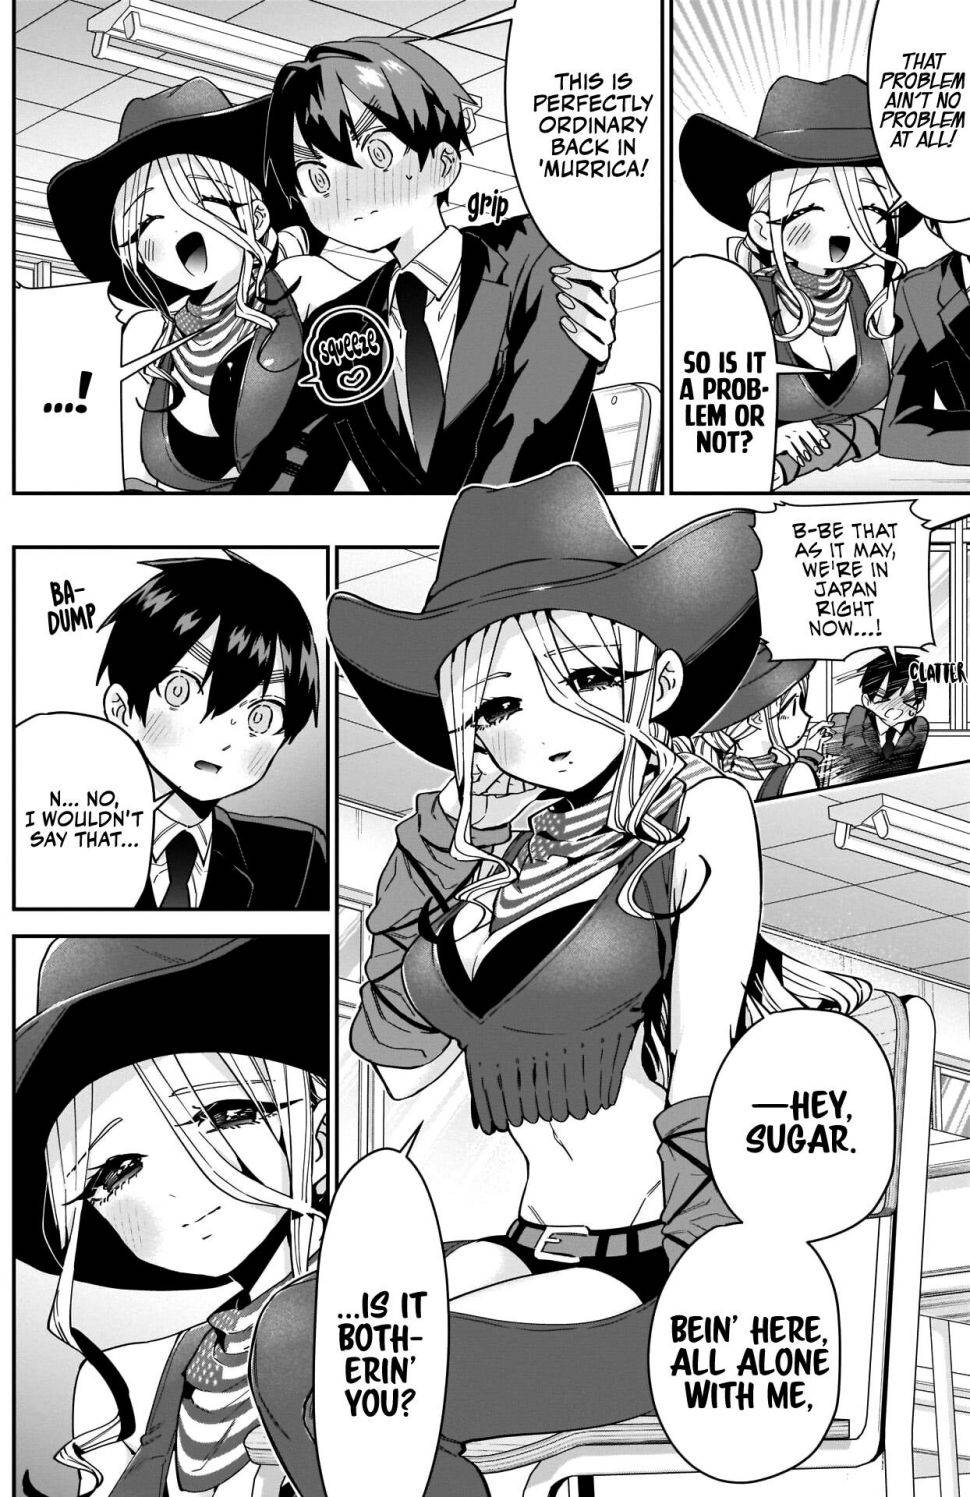 THAT
PROBLEM
AIN'T NO
PROBLEM
AT ALL!
SO IS IT
A PROB-
LEM OR
NOT?
THIS IS
PERFECTLY
ORDINARY
BACK IN
'MURRICA!
grip
squeeze
....!
B-BE THAT
AS IT MAY,
WE'RE IN
JAPAN
RIGHT
NOW...!
CLATTER
—HEY,
SUGAR.
BEIN' HERE,
ALL ALONE
WITH ME,
BA-
DUMP
N... NO,
I WOULDN'T
SAY THAT...
...IS IT
BOTH-
ERIN'
YOU?